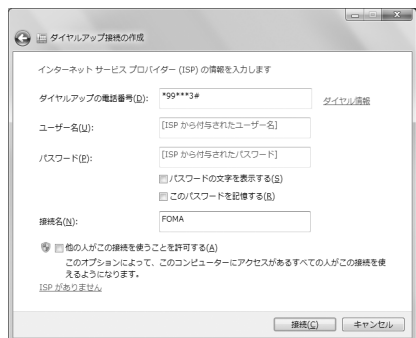 ダイヤルアップ接続の作成
インターネット サービス プロバイダー (ISP) の情報を入力します
ダイヤルアップの電話番号(D):
*99***3#
ダイヤル情報
ユーザー名(U):
[ISP から付与されたユーザー名]
パスワード(P):
[ISP から付与されたパスワード]
パスワードの文字を表示する(S)
このパスワードを記憶する(R)
接続名(N):
FOMA
他の人がこの接続を使うことを許可する(A)
このオプションによって、このコンピューターにアクセスがあるすべての人がこの接続を使
えるようになります。
ISP がありません
接続(C)
キャンセル